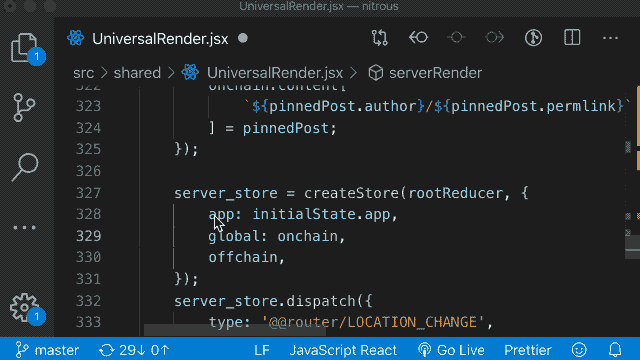 UniversalRender.jsx — nitrous
UniversalRender.jsx
src > shared > UniversalRender.jsx > serverRender
322 onchain.content[
323 `${pinnedPost.author}/${pinnedPost.permlink}`
324 ] = pinnedPost;
325 });
326
327 server_store = createStore(rootReducer, {
328 app: initialState.app,
329 global: onchain,
330 offchain,
331 });
332 server_store.dispatch({
333 type: '@@router/LOCATION_CHANGE',
1
1
master 29↓ 0↑ LF JavaScript React Go Live Prettier